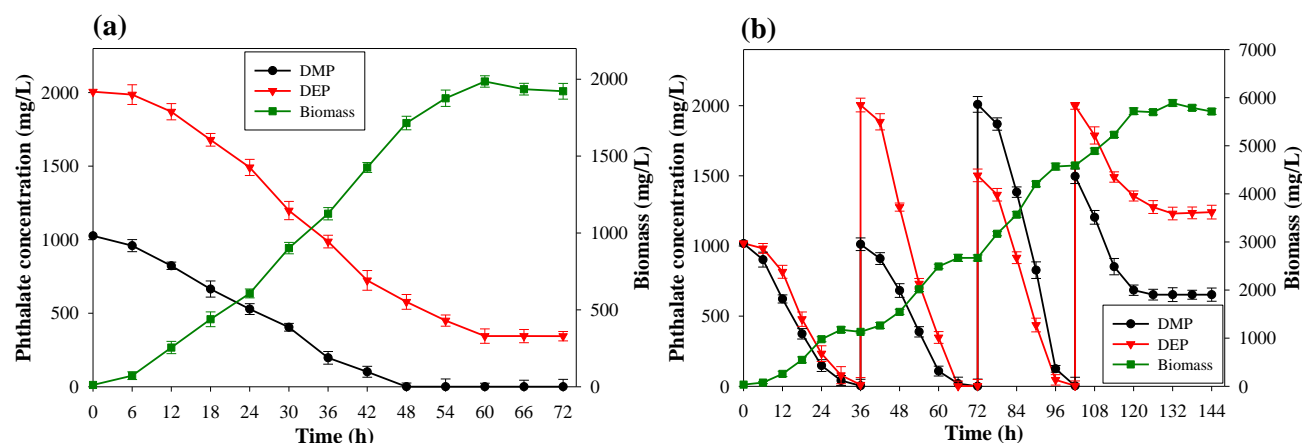 (a)
Phthalate concentration (mg/L)
2000
1500
1000
500
0
DMP
DEP
Biomass
2000
1500
1000
500
0
Biomass (mg/L)
0 6 12 18 24 30 36 42 48 54 60 66 72
Time (h)
(b)
Phthalate concentration (mg/L)
2000
1500
1000
500
0
7000
6000
5000
4000
3000
2000
1000
0
Biomass (mg/L)
DMP
DEP
Biomass
0 12 24 36 48 60 72 84 96 108 120 132 144
Time (h)